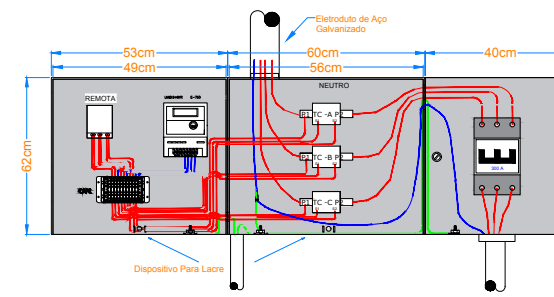 Eletroduto de Aço
Galvanizado
53cm
60cm
40cm
49cm
56cm
NEUTRO
REMOTA
62cm
P1 TC -A P2
P1 TC -B P2
P1 TC -C P2
Dispositivo Para Lacre